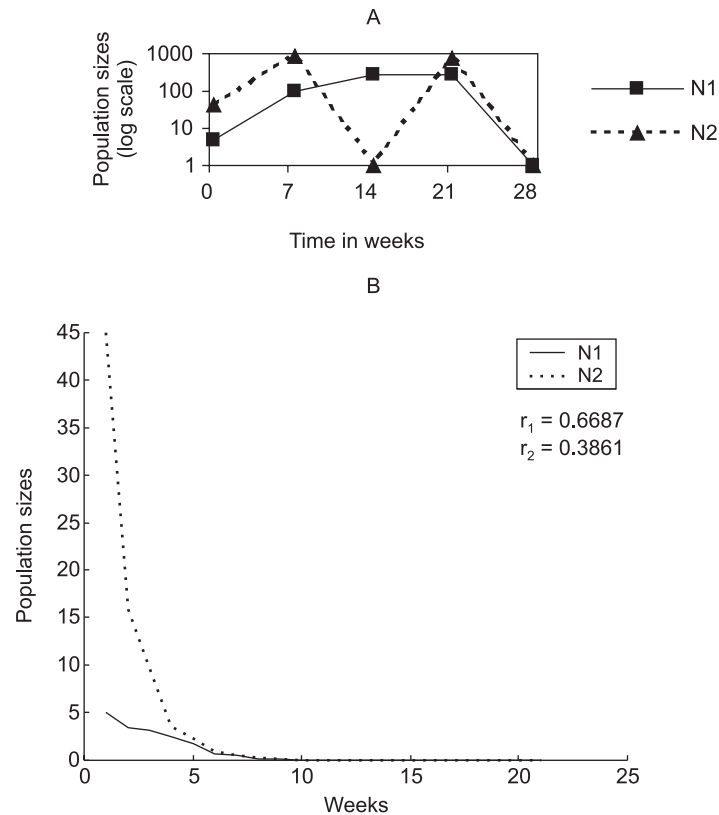 A
Population sizes
(log scale)
1000
100
10
1
0 7 14 21 28
Time in weeks
N1
N2
B
Population sizes
45
40
35
30
25
20
15
10
5
0
0 5 10 15 20 25
Weeks
N1
N2
r1 = 0.6687
r2 = 0.3861